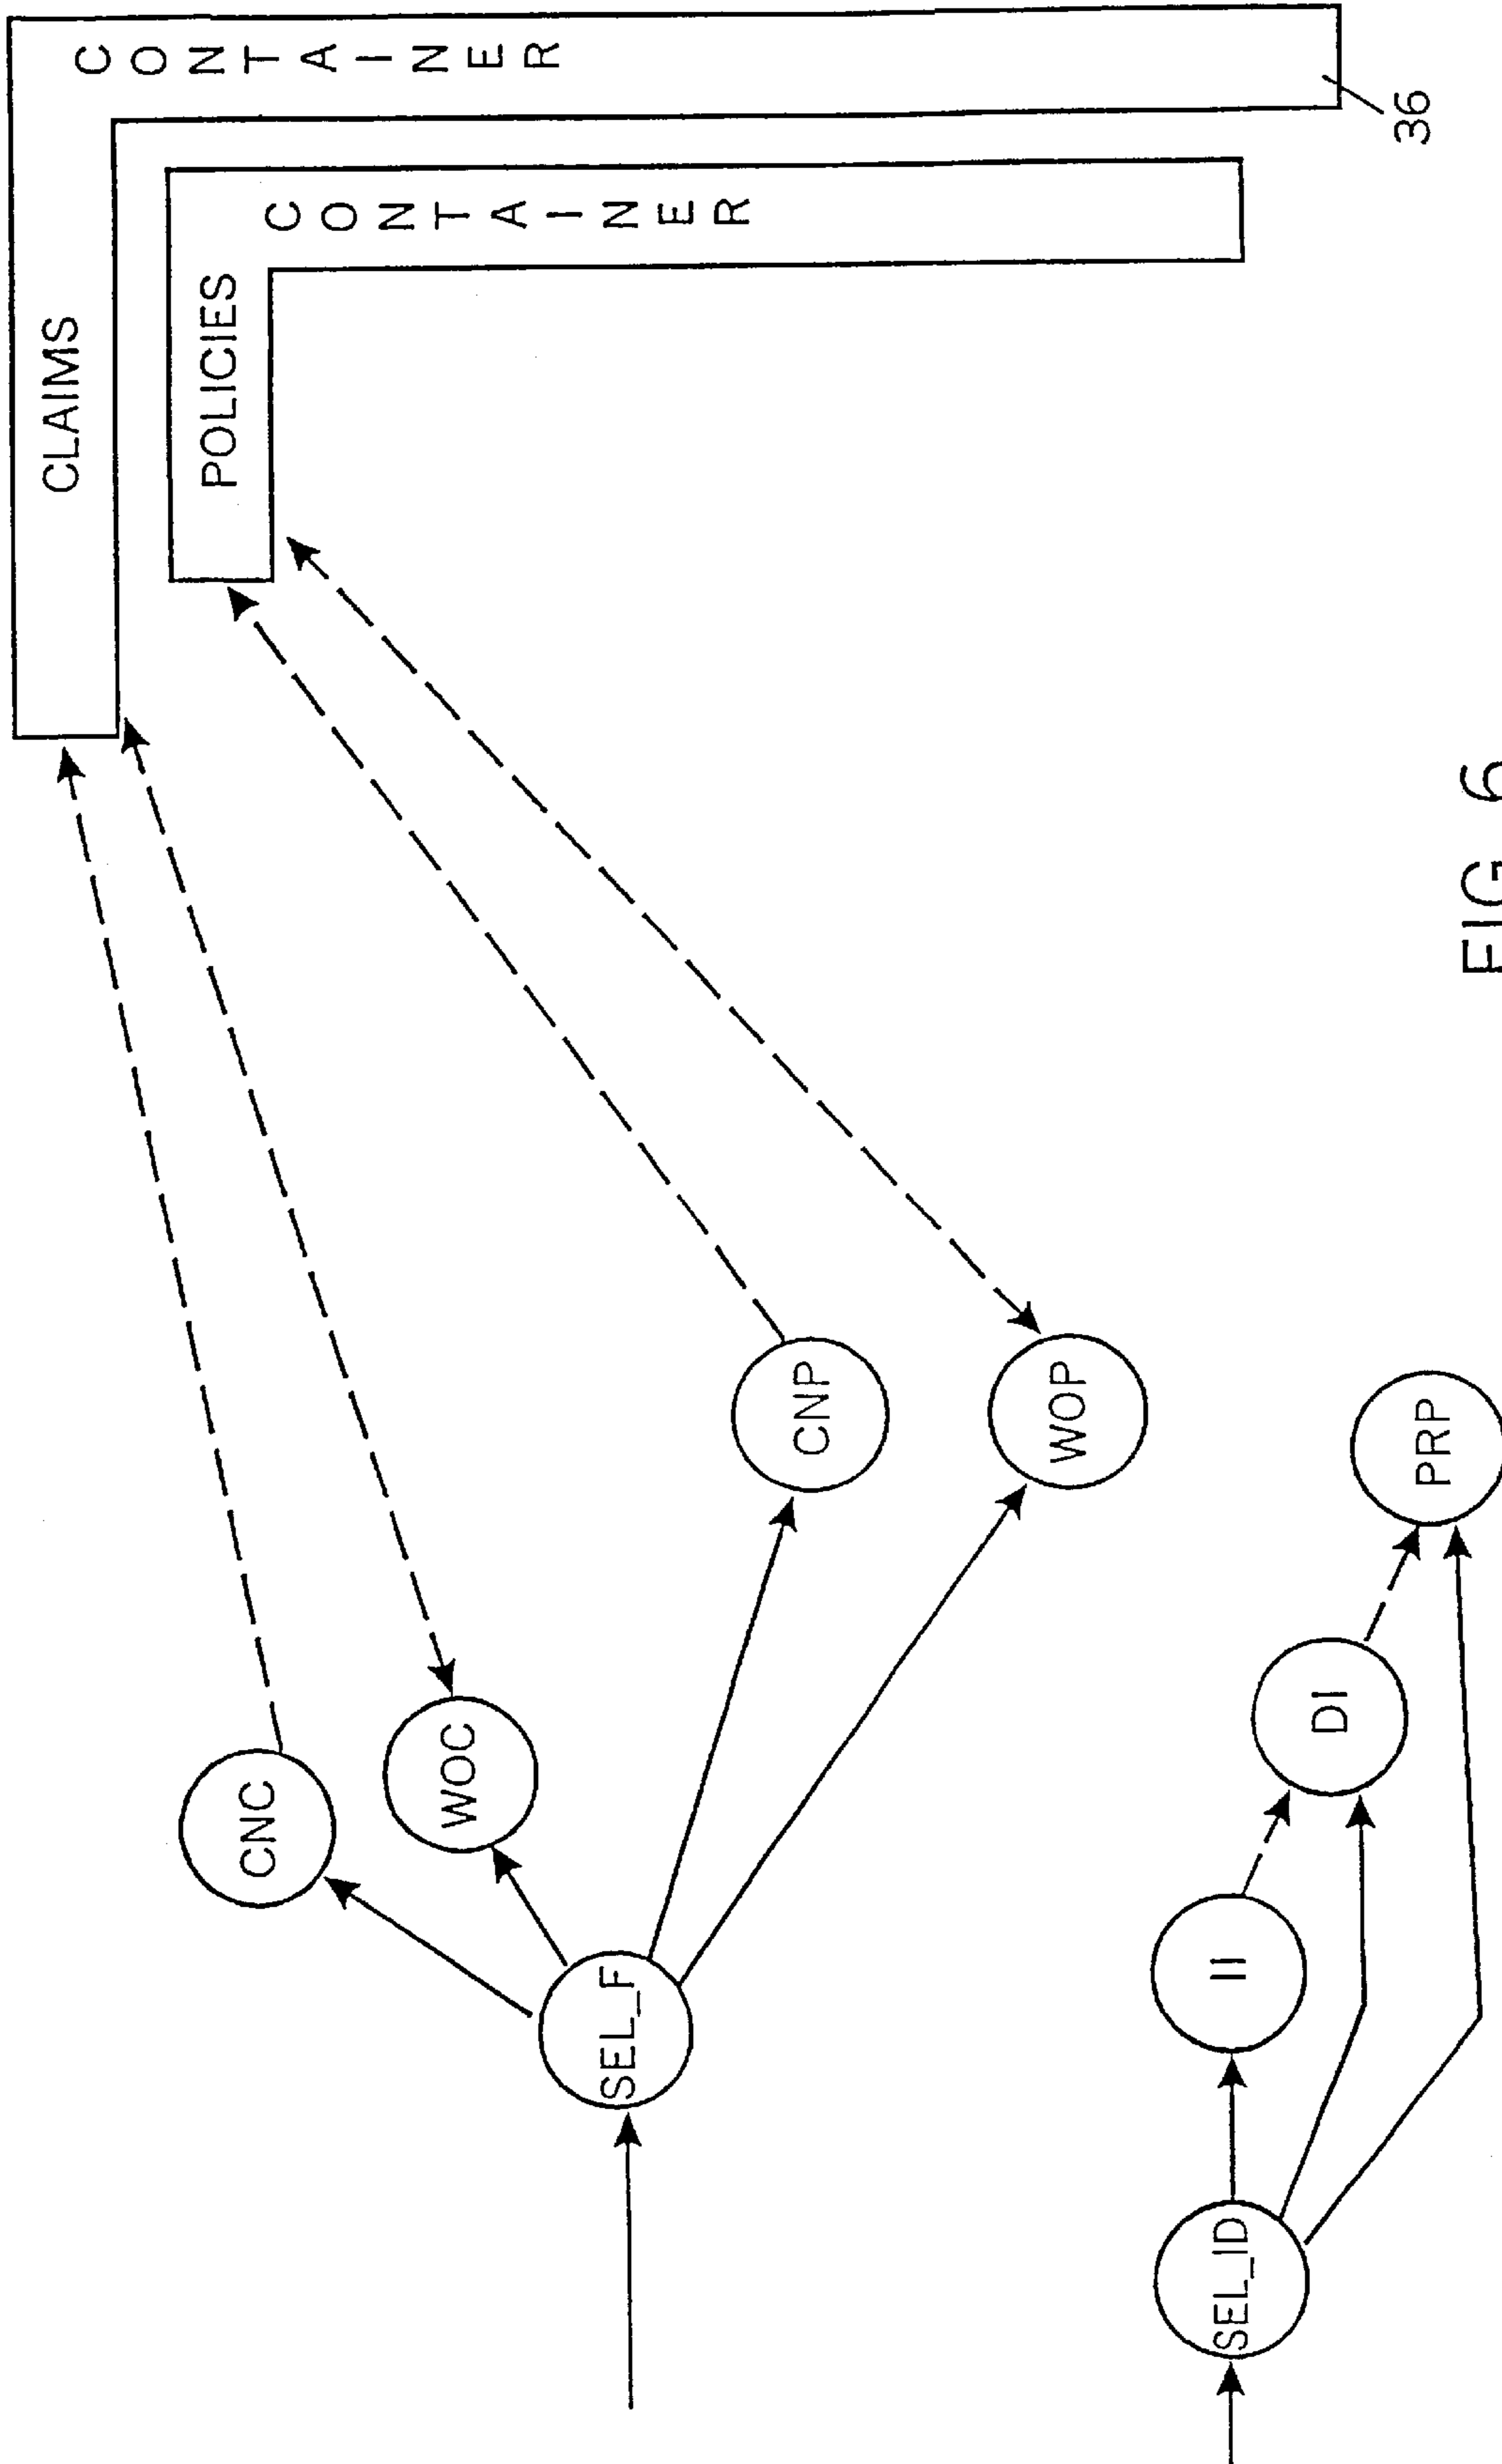 CLAIMS
CONTAINER
POLICIES
CONTAINER
36
CNC
WOC
SEL_F
CNP
WOP
SEL_ID
II
DI
PRP
FIG 6